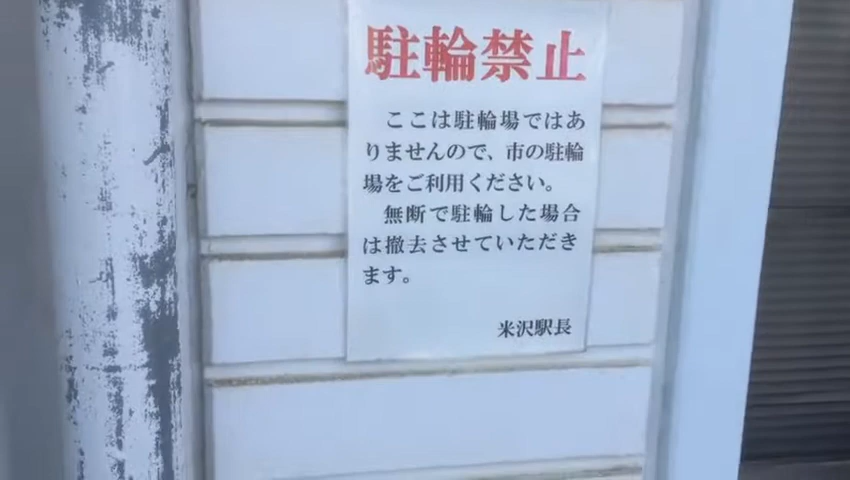 駐輪禁止
ここは駐輪場ではあ
りませんので、市の駐輪
場をご利用ください。
無断で駐輪した場合
は撤去させていただき
ます。
米沢駅長